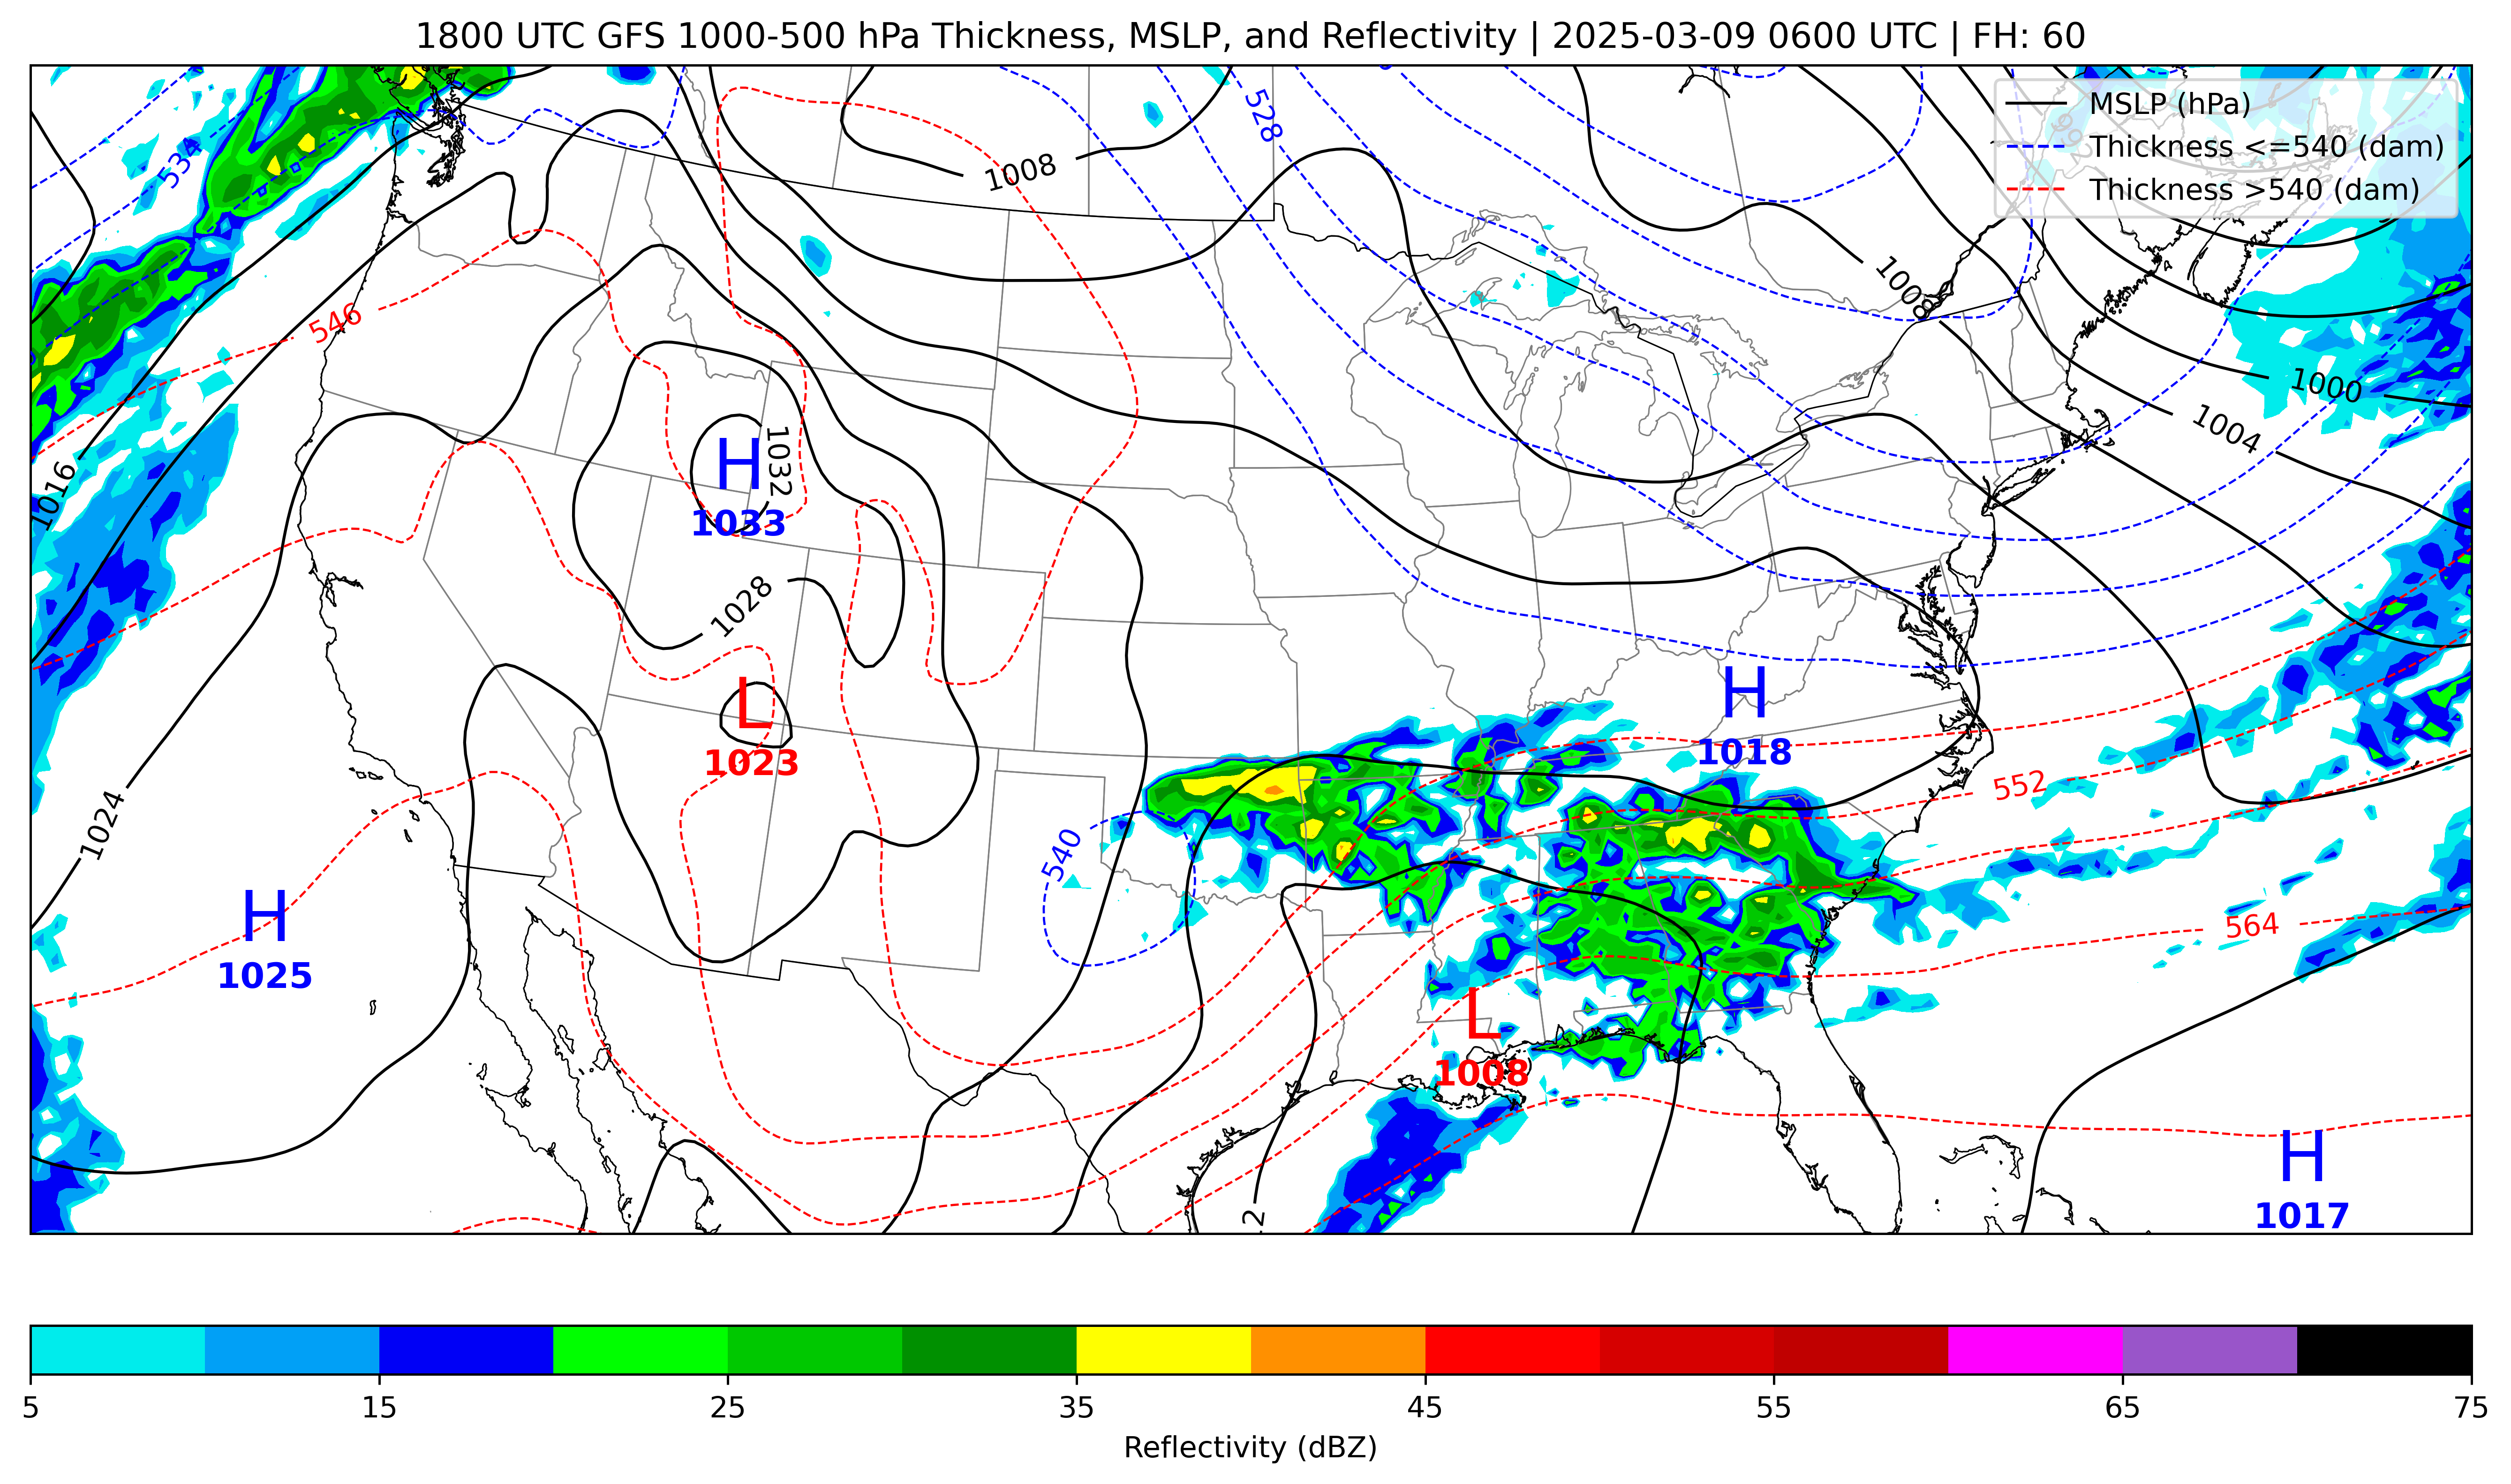 1800 UTC GFS 1000-500 hPa Thickness, MSLP, and Reflectivity | 2025-03-09 0600 UTC | FH: 60
MSLP (hPa)
Thickness <=540 (dam)
Thickness >540 (dam)
528
534
1008
1008
546
1000
1004
1032
H
1033
1016
1028
H
1018
L
1023
552
1024
540
H
1025
564
L
1008
H
1017
2
5 15 25 35 45 55 65 75
Reflectivity (dBZ)